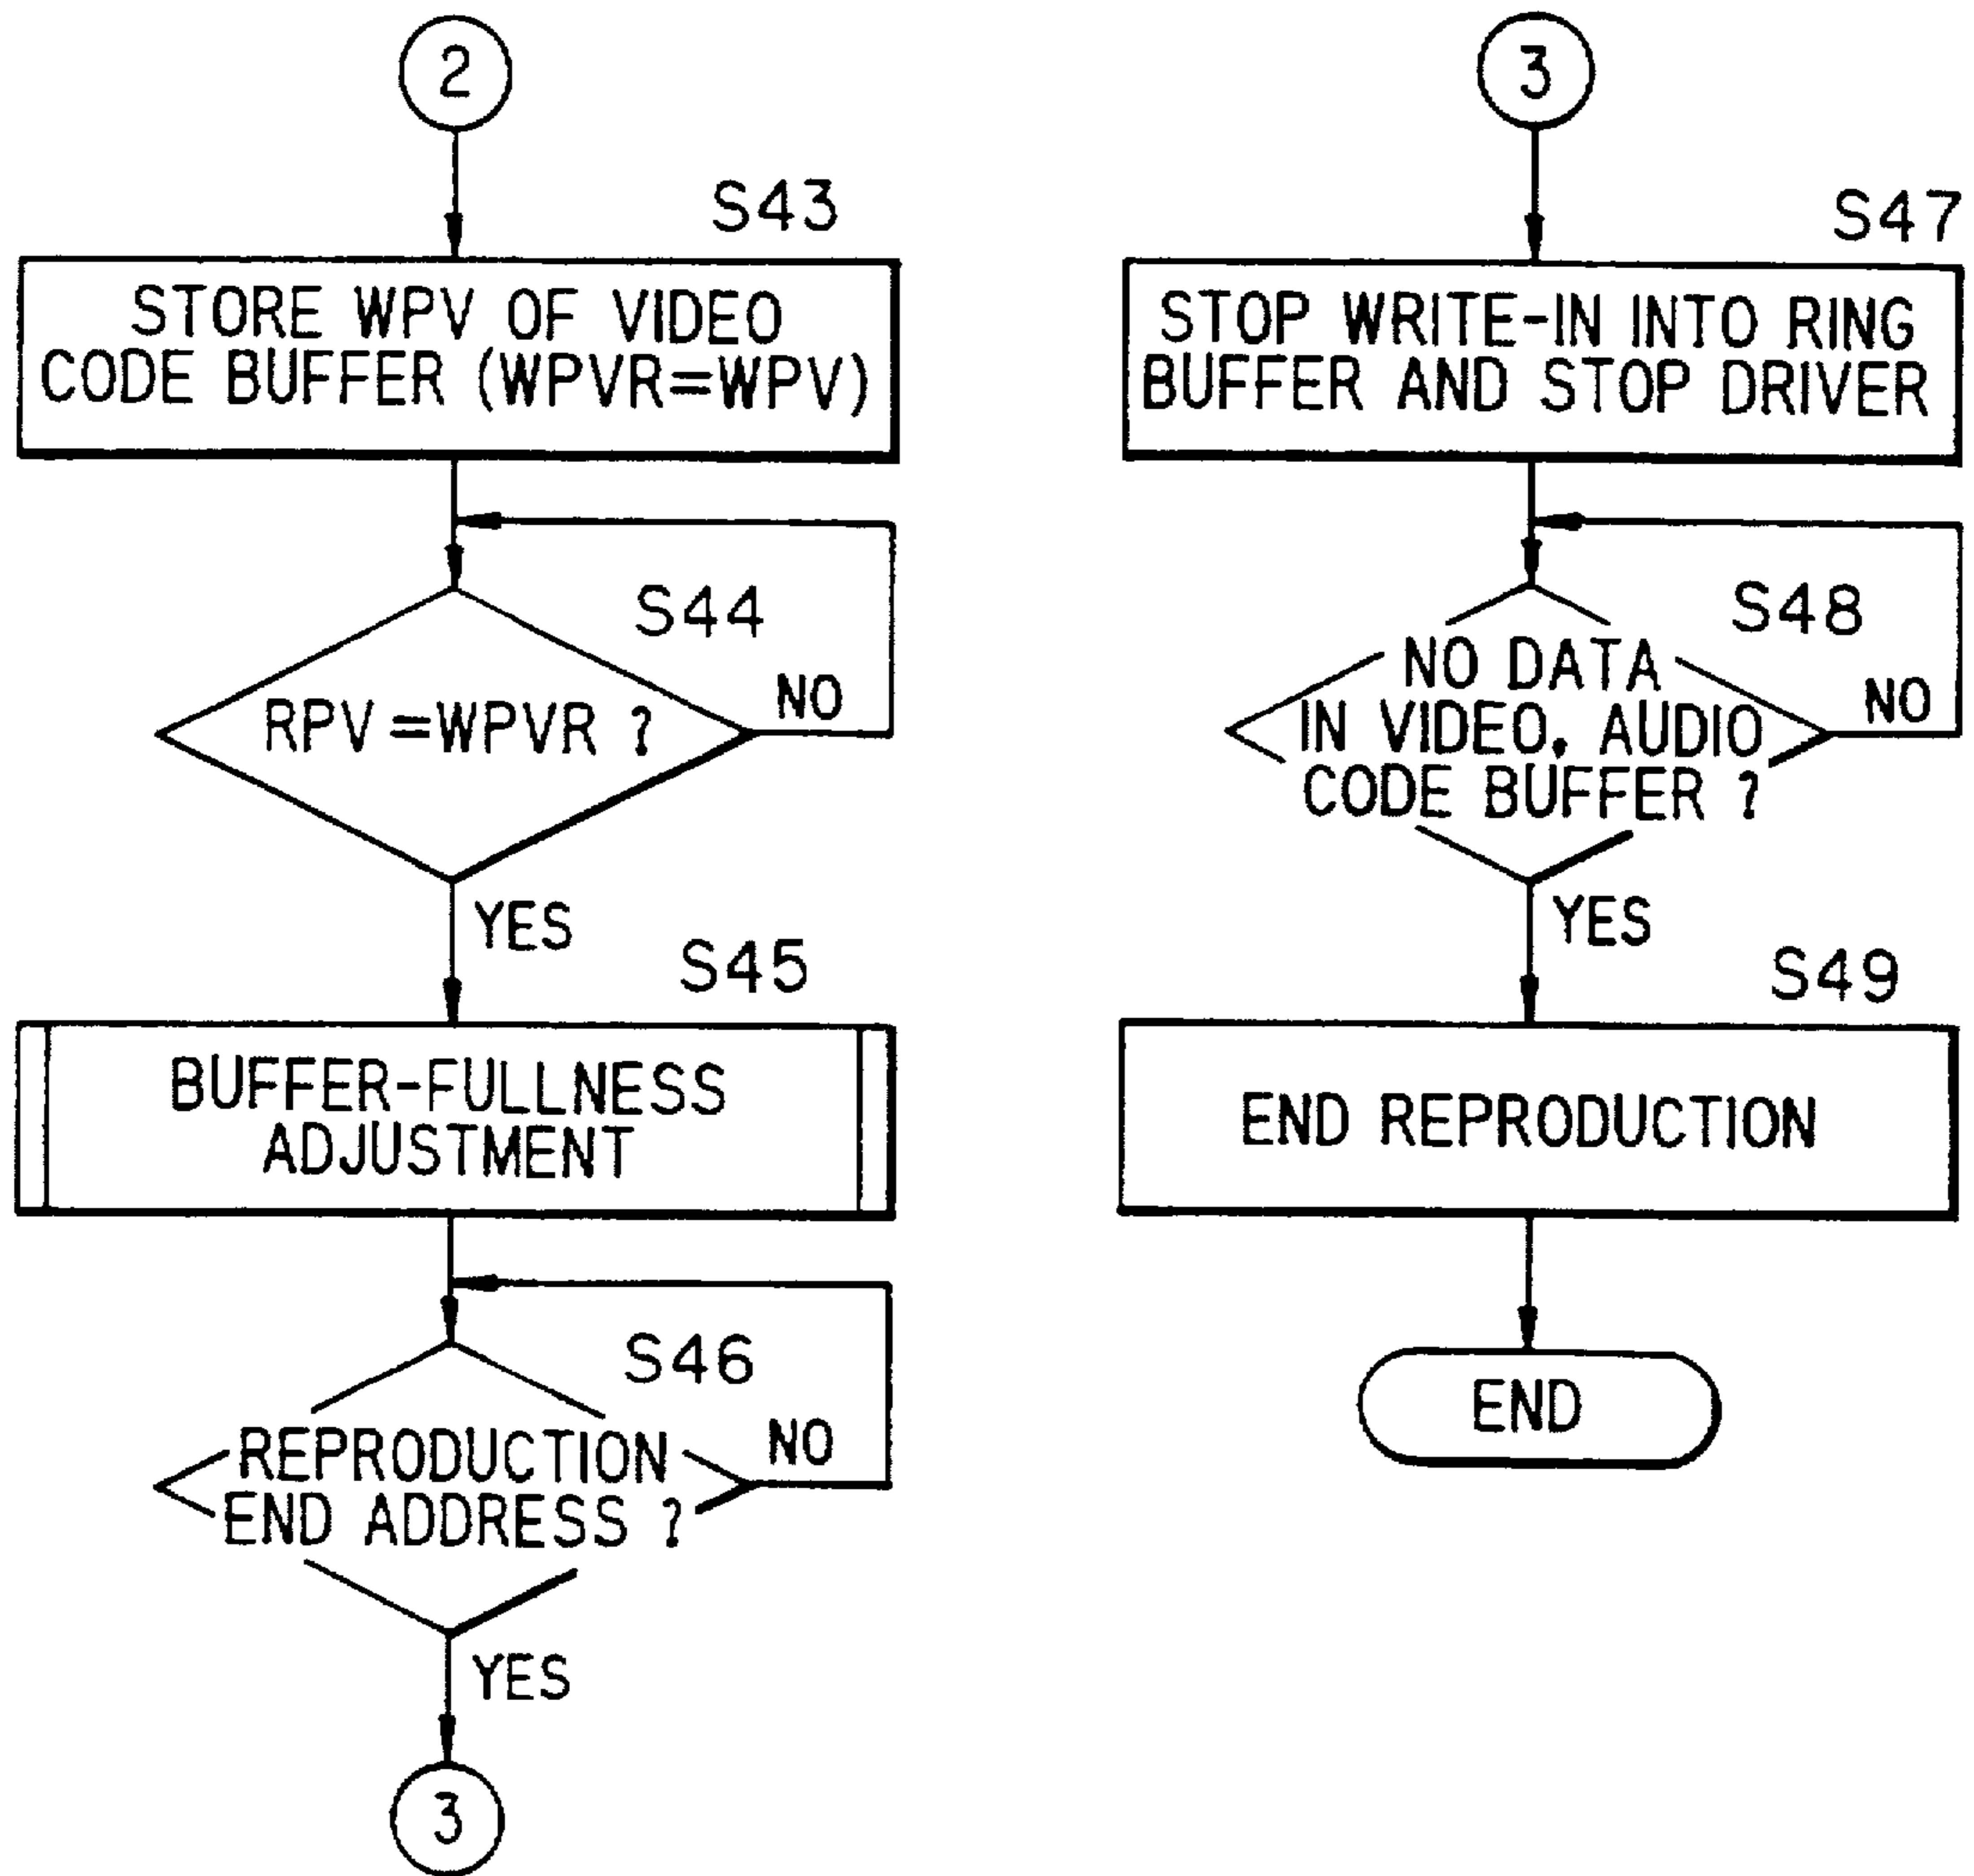 2
S43
STORE WPV OF VIDEO
CODE BUFFER (WPVR=WPV)
S44
RPV=WPVR ?
NO
YES
S45
BUFFER-FULLNESS
ADJUSTMENT
S46
REPRODUCTION
END ADDRESS ?
NO
YES
3
3
S47
STOP WRITE-IN INTO RING
BUFFER AND STOP DRIVER
S48
NO DATA
IN VIDEO, AUDIO
CODE BUFFER ?
NO
YES
S49
END REPRODUCTION
END